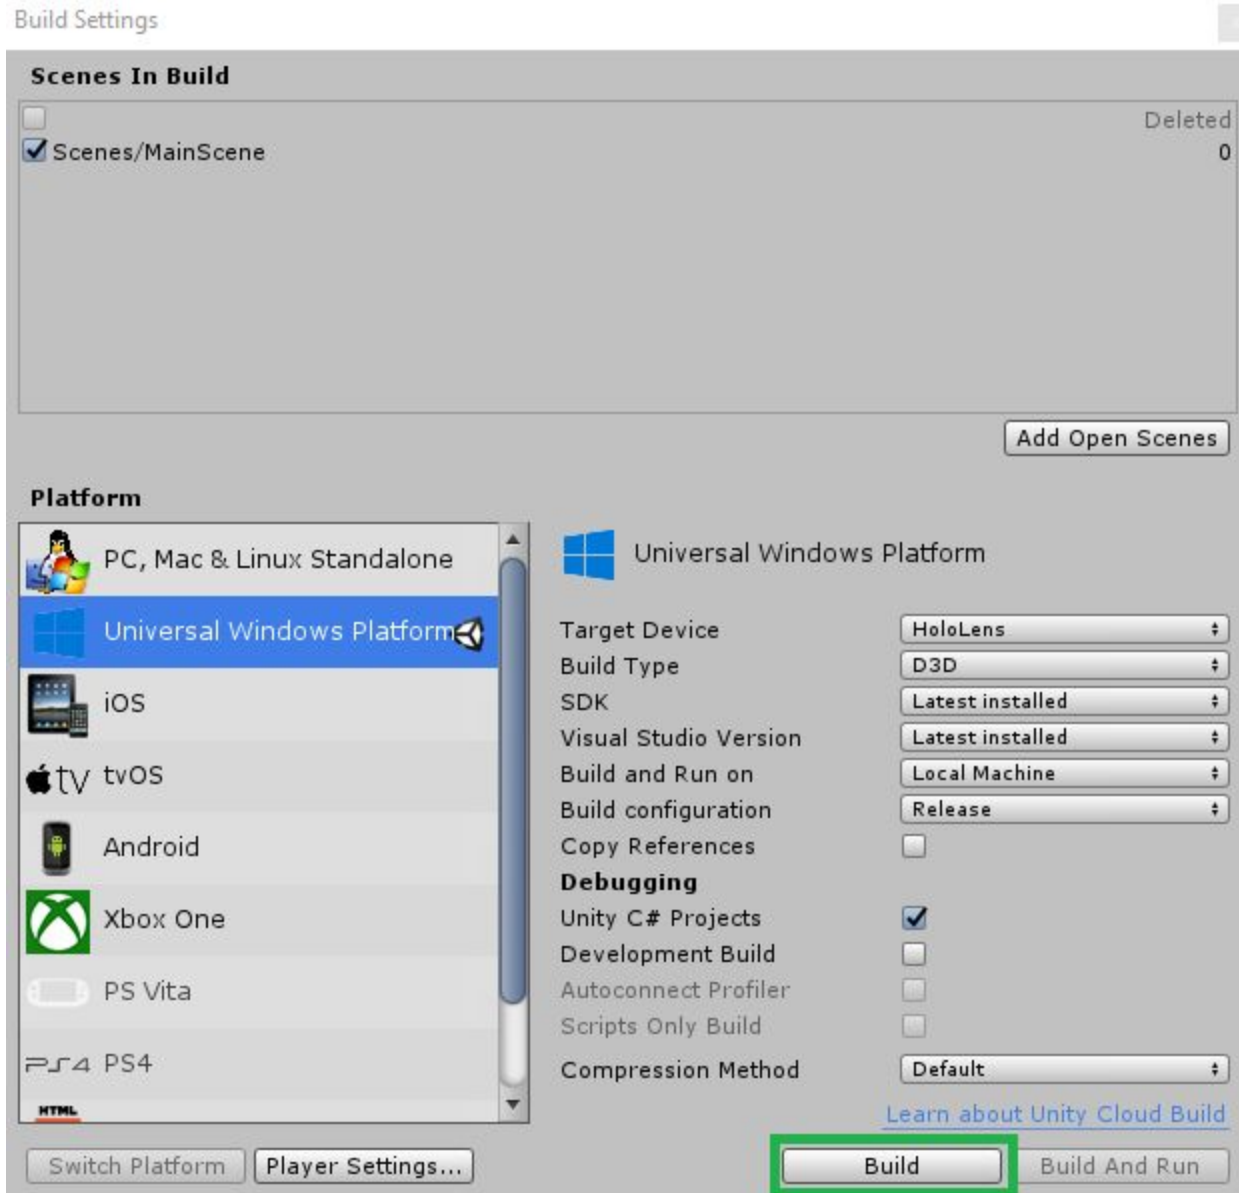 Build Settings
Scenes In Build
Deleted
Scenes/MainScene 0
Add Open Scenes
Platform
PC, Mac & Linux Standalone
Universal Windows Platform
iOS
tv tvOS
Android
Xbox One
PS Vita
PS4 PS4
HTML
Universal Windows Platform
Target Device HoloLens
Build Type D3D
SDK Latest installed
Visual Studio Version Latest installed
Build and Run on Local Machine
Build configuration Release
Copy References
Debugging
Unity C# Projects
Development Build
Autoconnect Profiler
Scripts Only Build
Compression Method Default
Learn about Unity Cloud Build
Switch Platform Player Settings... Build Build And Run